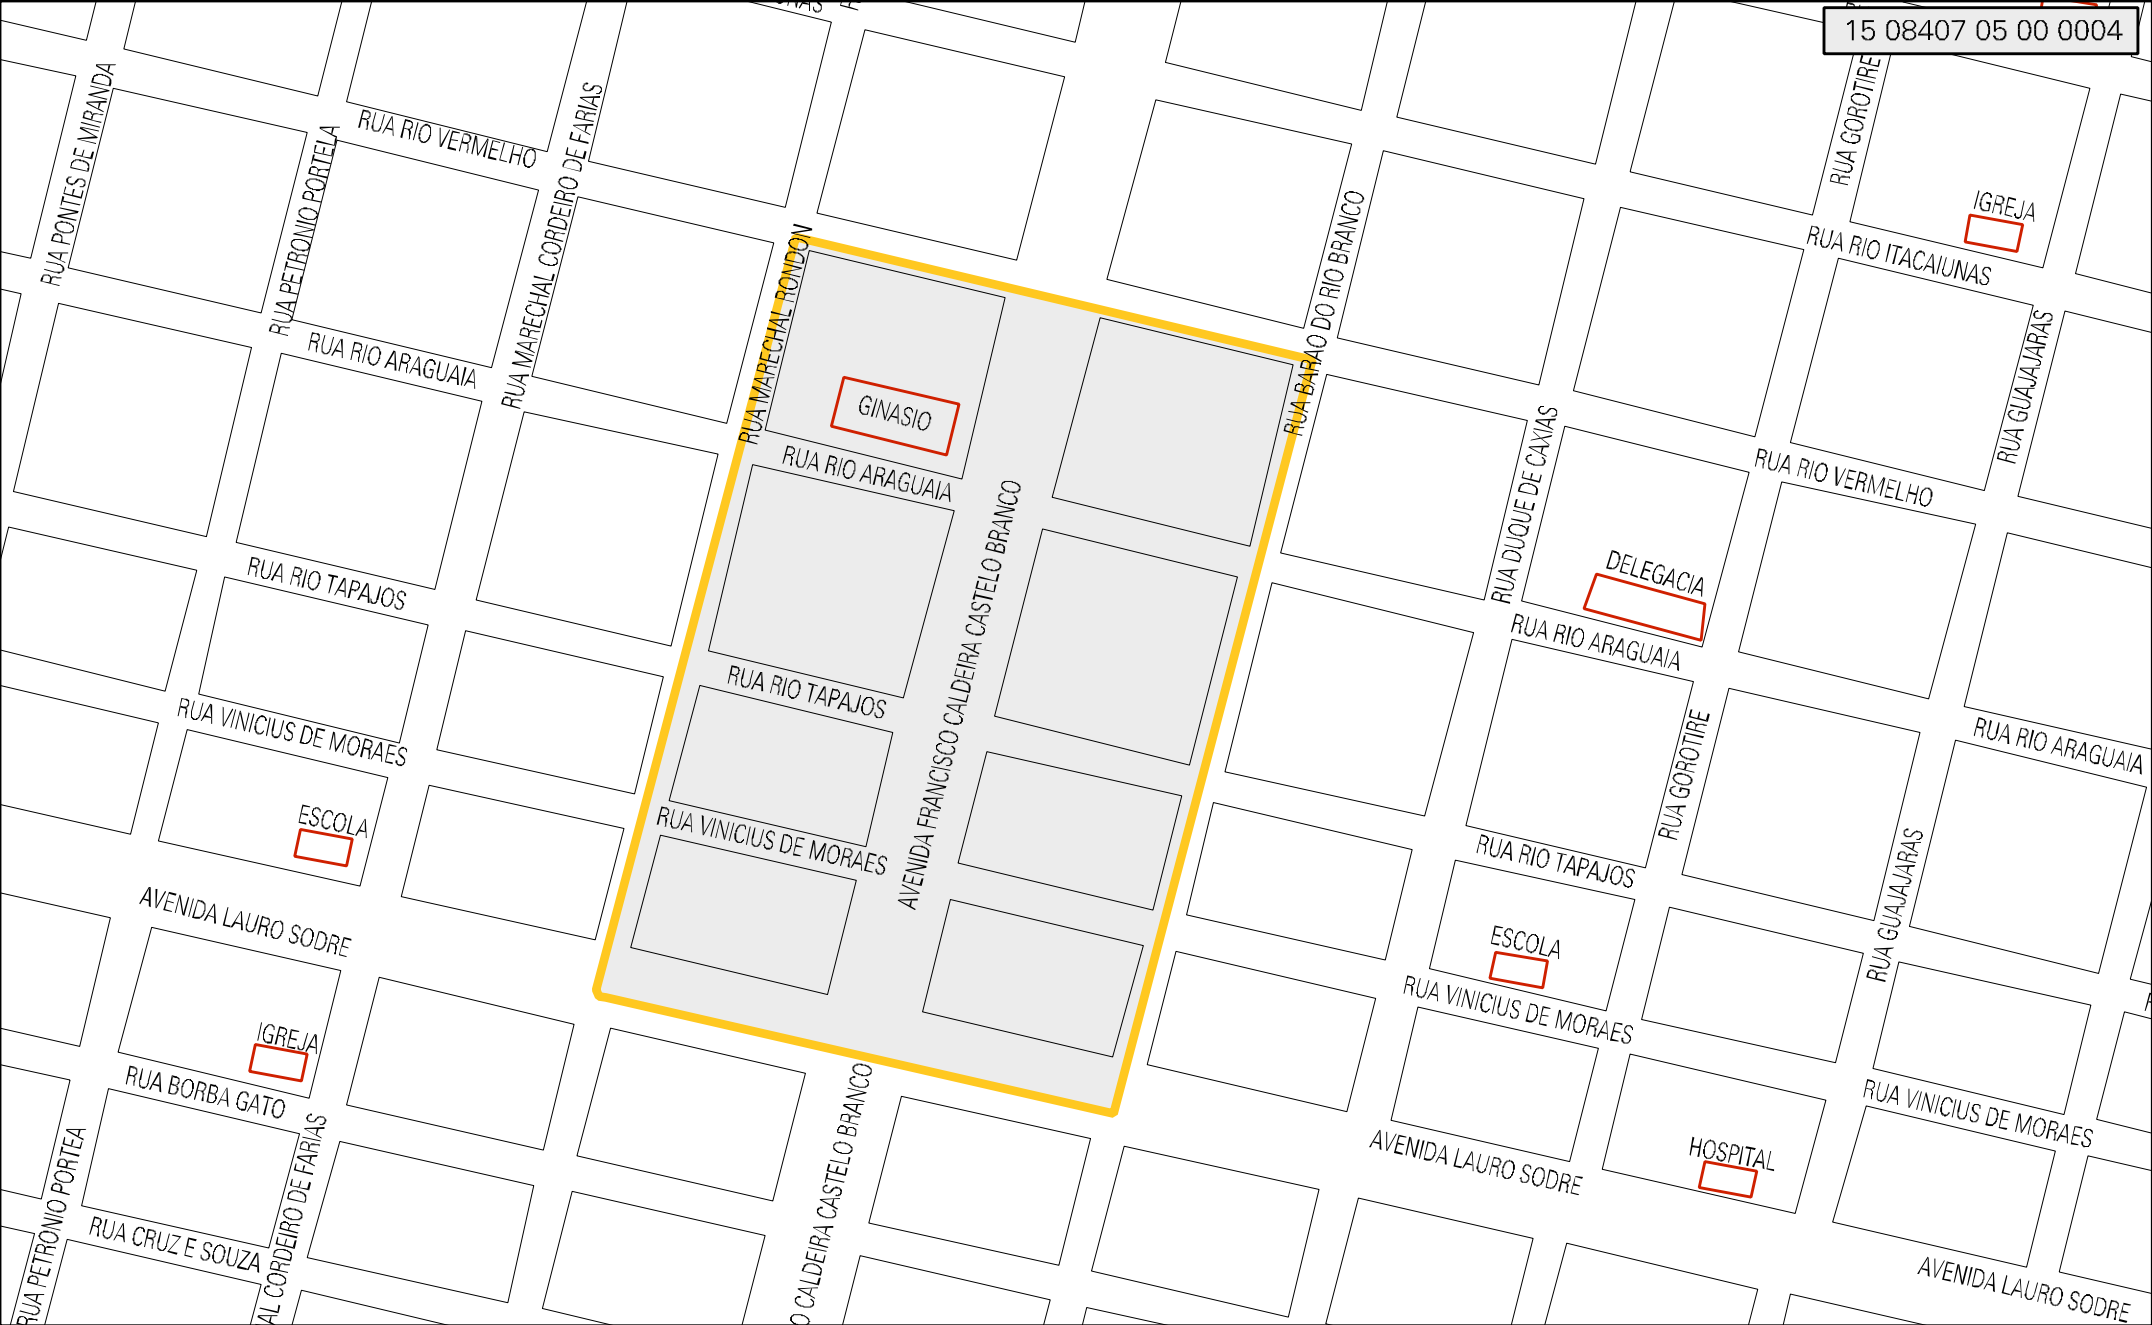 15 08407 05 00 0004
RUA PONTES DE MIRANDA
RUA RIO VERMELHO
RUA PETRONIO PORTELA
RUA MARECHAL CORDEIRO DE FARIAS
RUA GOROTIRE
IGREJA
RUA RIO ITACAIUNAS
RUA MARECHAL RONDON
RUA BARAO DO RIO BRANCO
RUA RIO ARAGUAIA
GINASIO
RUA RIO ARAGUAIA
RUA GUAJAJARAS
RUA DUQUE DE CAXIAS
RUA RIO VERMELHO
AVENIDA FRANCISCO CALDEIRA CASTELO BRANCO
RUA RIO TAPAJOS
DELEGACIA
RUA RIO ARAGUAIA
RUA RIO TAPAJOS
RUA VINICIUS DE MORAES
RUA GOROTIRE
RUA RIO ARAGUAIA
ESCOLA
RUA VINICIUS DE MORAES
RUA RIO TAPAJOS
RUA GUAJAJARAS
AVENIDA LAURO SODRE
ESCOLA
RUA VINICIUS DE MORAES
IGREJA
RUA BORBA GATO
O CALDEIRA CASTELO BRANCO
RUA VINICIUS DE MORAES
AVENIDA LAURO SODRE
HOSPITAL
RUA PETRONIO PORTEA
AL CORDEIRO DE FARIAS
RUA CRUZ E SOUZA
AVENIDA LAURO SODRE